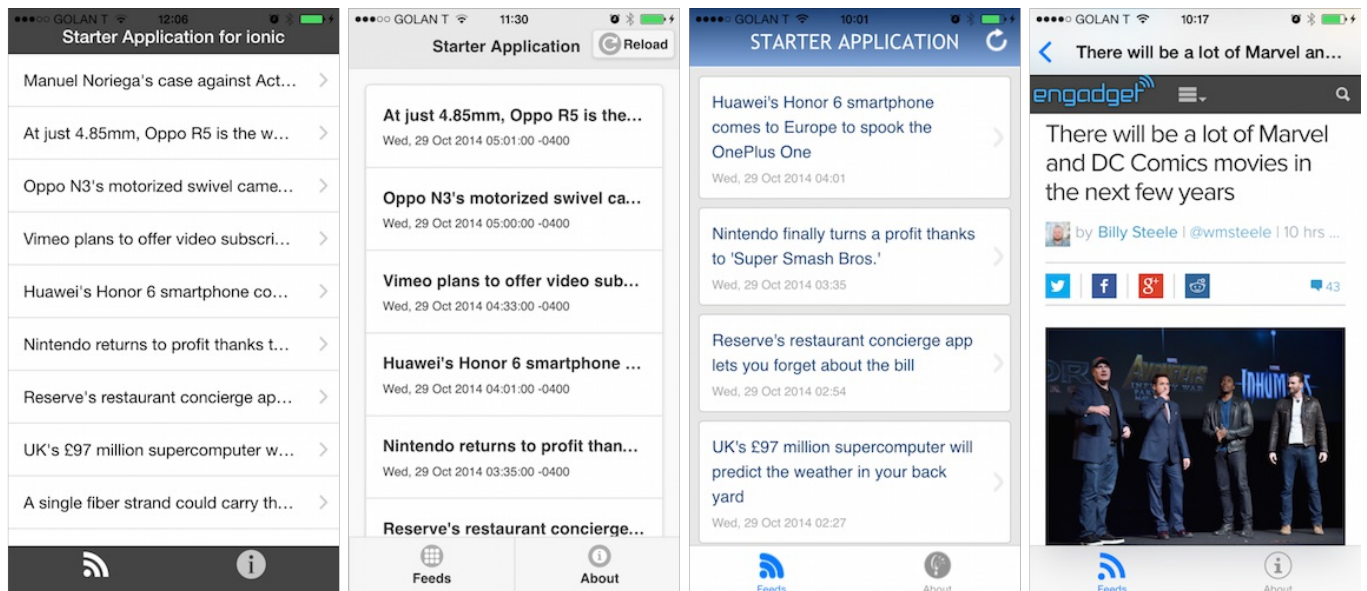 GOLAN T 12:06
Starter Application for ionic
Manuel Noriega's case against Act...
At just 4.85mm, Oppo R5 is the w...
Oppo N3's motorized swivel came...
Vimeo plans to offer video subscri...
Huawei's Honor 6 smartphone co...
Nintendo returns to profit thanks t...
Reserve's restaurant concierge ap...
UK's £97 million supercomputer w...
A single fiber strand could carry th...
GOLAN T 11:30
Starter Application
Reload
At just 4.85mm, Oppo R5 is the...
Wed, 29 Oct 2014 05:01:00 -0400
Oppo N3's motorized swivel ca...
Wed, 29 Oct 2014 05:00:00 -0400
Vimeo plans to offer video sub...
Wed, 29 Oct 2014 04:33:00 -0400
Huawei's Honor 6 smartphone ...
Wed, 29 Oct 2014 04:01:00 -0400
Nintendo returns to profit than...
Wed, 29 Oct 2014 03:35:00 -0400
Reserve's restaurant concierge...
Feeds
About
GOLAN T 10:01
STARTER APPLICATION
Huawei's Honor 6 smartphone
comes to Europe to spook the
OnePlus One
Wed, 29 Oct 2014 04:01
Nintendo finally turns a profit thanks
to 'Super Smash Bros.'
Wed, 29 Oct 2014 03:35
Reserve's restaurant concierge app
lets you forget about the bill
Wed, 29 Oct 2014 02:54
UK's £97 million supercomputer will
predict the weather in your back
yard
Wed, 29 Oct 2014 02:27
Feeds
About
GOLAN T 10:17
There will be a lot of Marvel an...
engadget
There will be a lot of Marvel
and DC Comics movies in
the next few years
by Billy Steele | @wmsteele | 10 hrs ...
43
Feeds
About